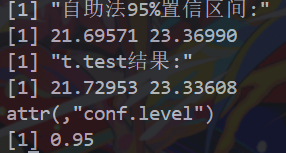 [1] "自助法95%置信区间:"
[1] 21.69571 23.36990
[1] "t.test结果:"
[1] 21.72953 23.33608
attr(,"conf.level")
[1] 0.95